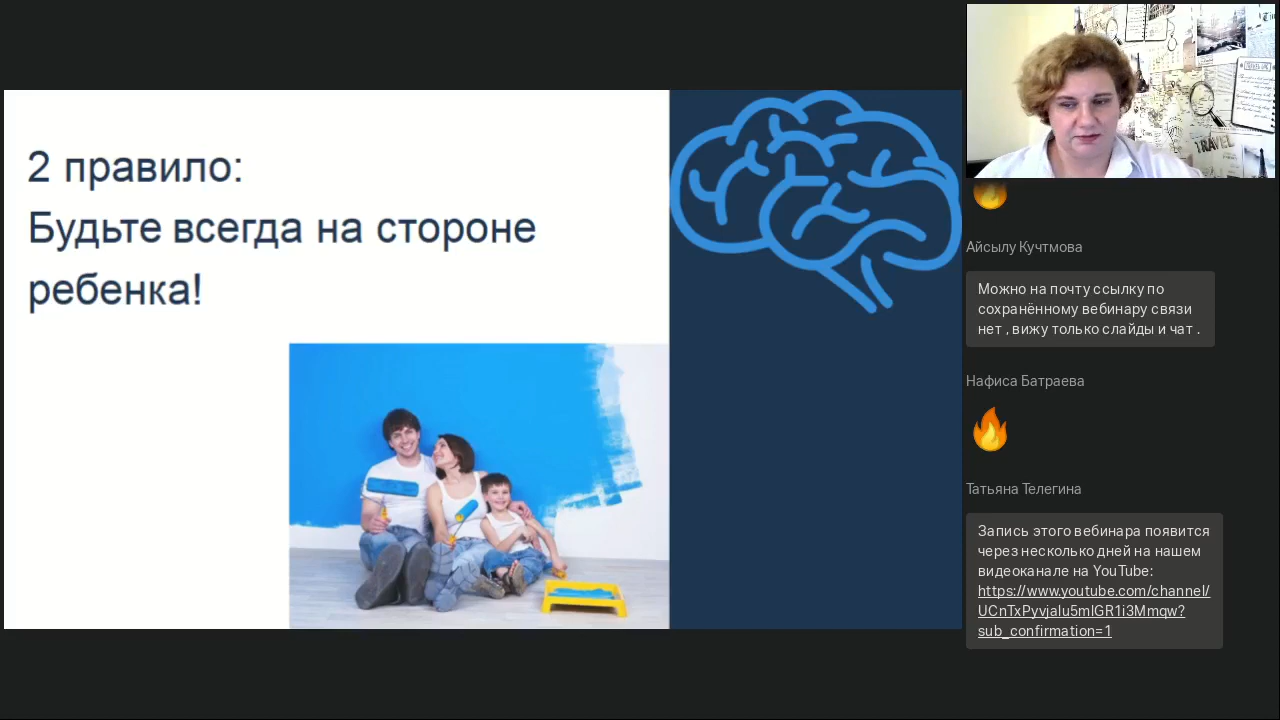 2 правило:
Будьте всегда на стороне
ребенка!
TRAVEL
Айсылу Кучтмова
Можно на почту ссылку по
сохранённому вебинару связи
нет , вижу только слайды и чат .
Нафиса Батраева
Татьяна Телегина
Запись этого вебинара появится
через несколько дней на нашем
видеоканале на YouTube:
https://www.youtube.com/channel/
UCnTxPyvjalu5mlGR1i3Mmqw?
sub_confirmation=1